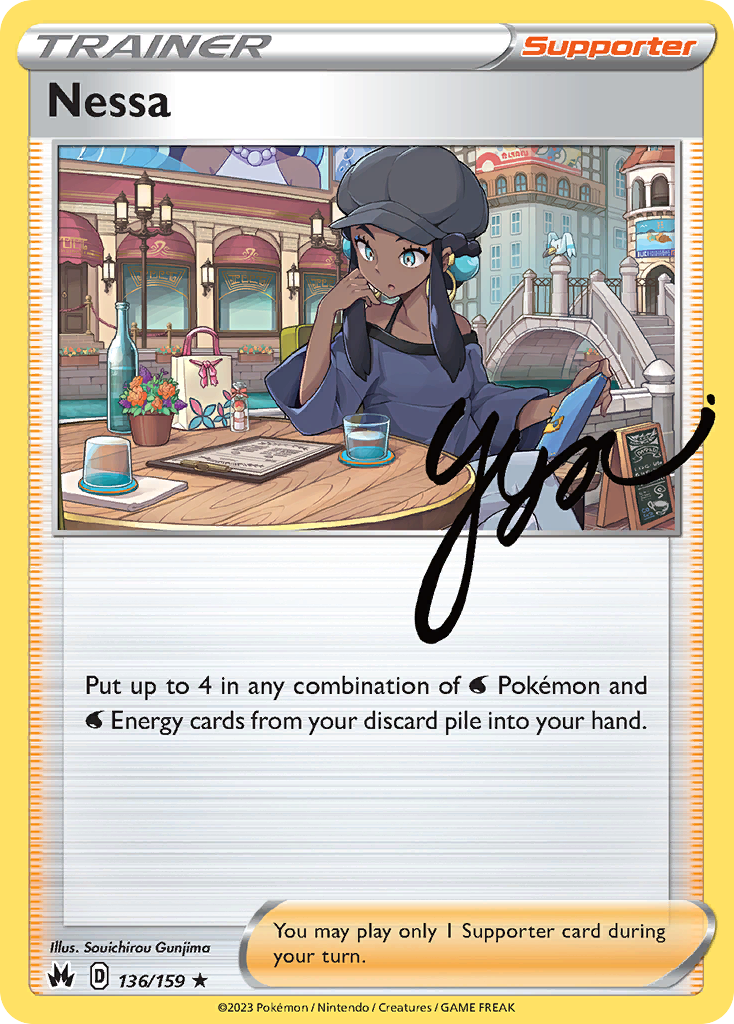 TRAINER
Supporter
Nessa
Put up to 4 in any combination of Pokémon and
Energy cards from your discard pile into your hand.
You may play only 1 Supporter card during
your turn.
Illus. Souichirou Gunjima
D 136/159 ★
©2023 Pokémon / Nintendo / Creatures / GAME FREAK